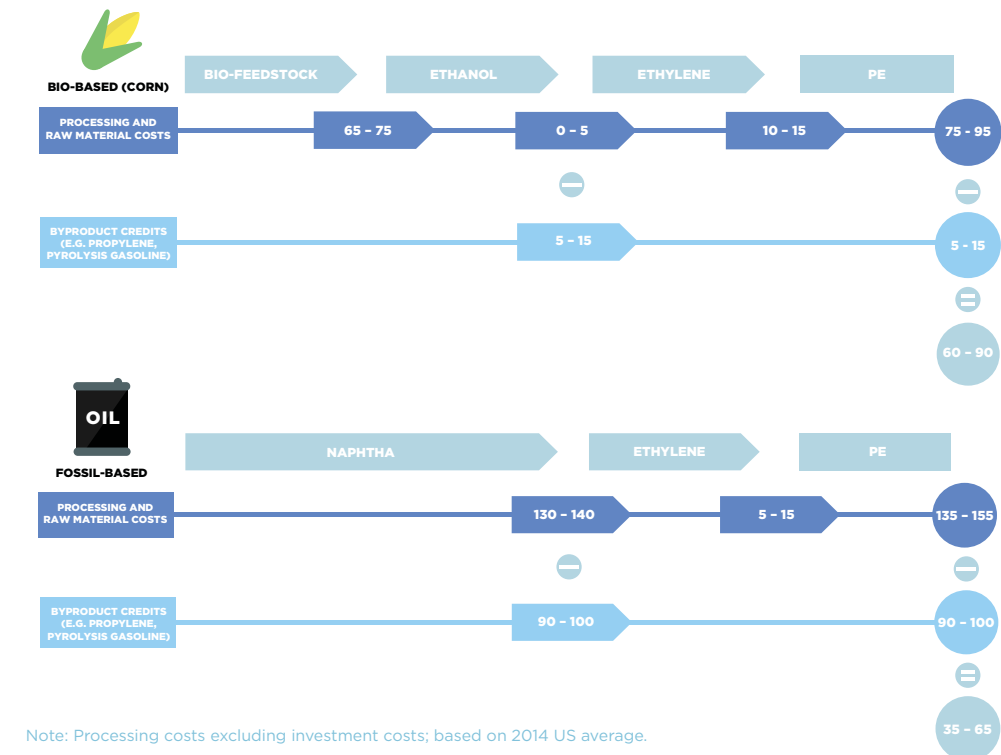 BIO-BASED (CORN)
BIO-FEEDSTOCK
ETHANOL
ETHYLENE
PE
PROCESSING AND
RAW MATERIAL COSTS
65 – 75
0 – 5
10 – 15
75 - 95
BYPRODUCT CREDITS
(E.G. PROPYLENE,
PYROLYSIS GASOLINE)
5 – 15
5 - 15
60 – 90
OIL
FOSSIL-BASED
NAPHTHA
ETHYLENE
PE
PROCESSING AND
RAW MATERIAL COSTS
130 – 140
5 – 15
135 – 155
BYPRODUCT CREDITS
(E.G. PROPYLENE,
PYROLYSIS GASOLINE)
90 – 100
90 – 100
35 – 65
Note: Processing costs excluding investment costs; based on 2014 US average.